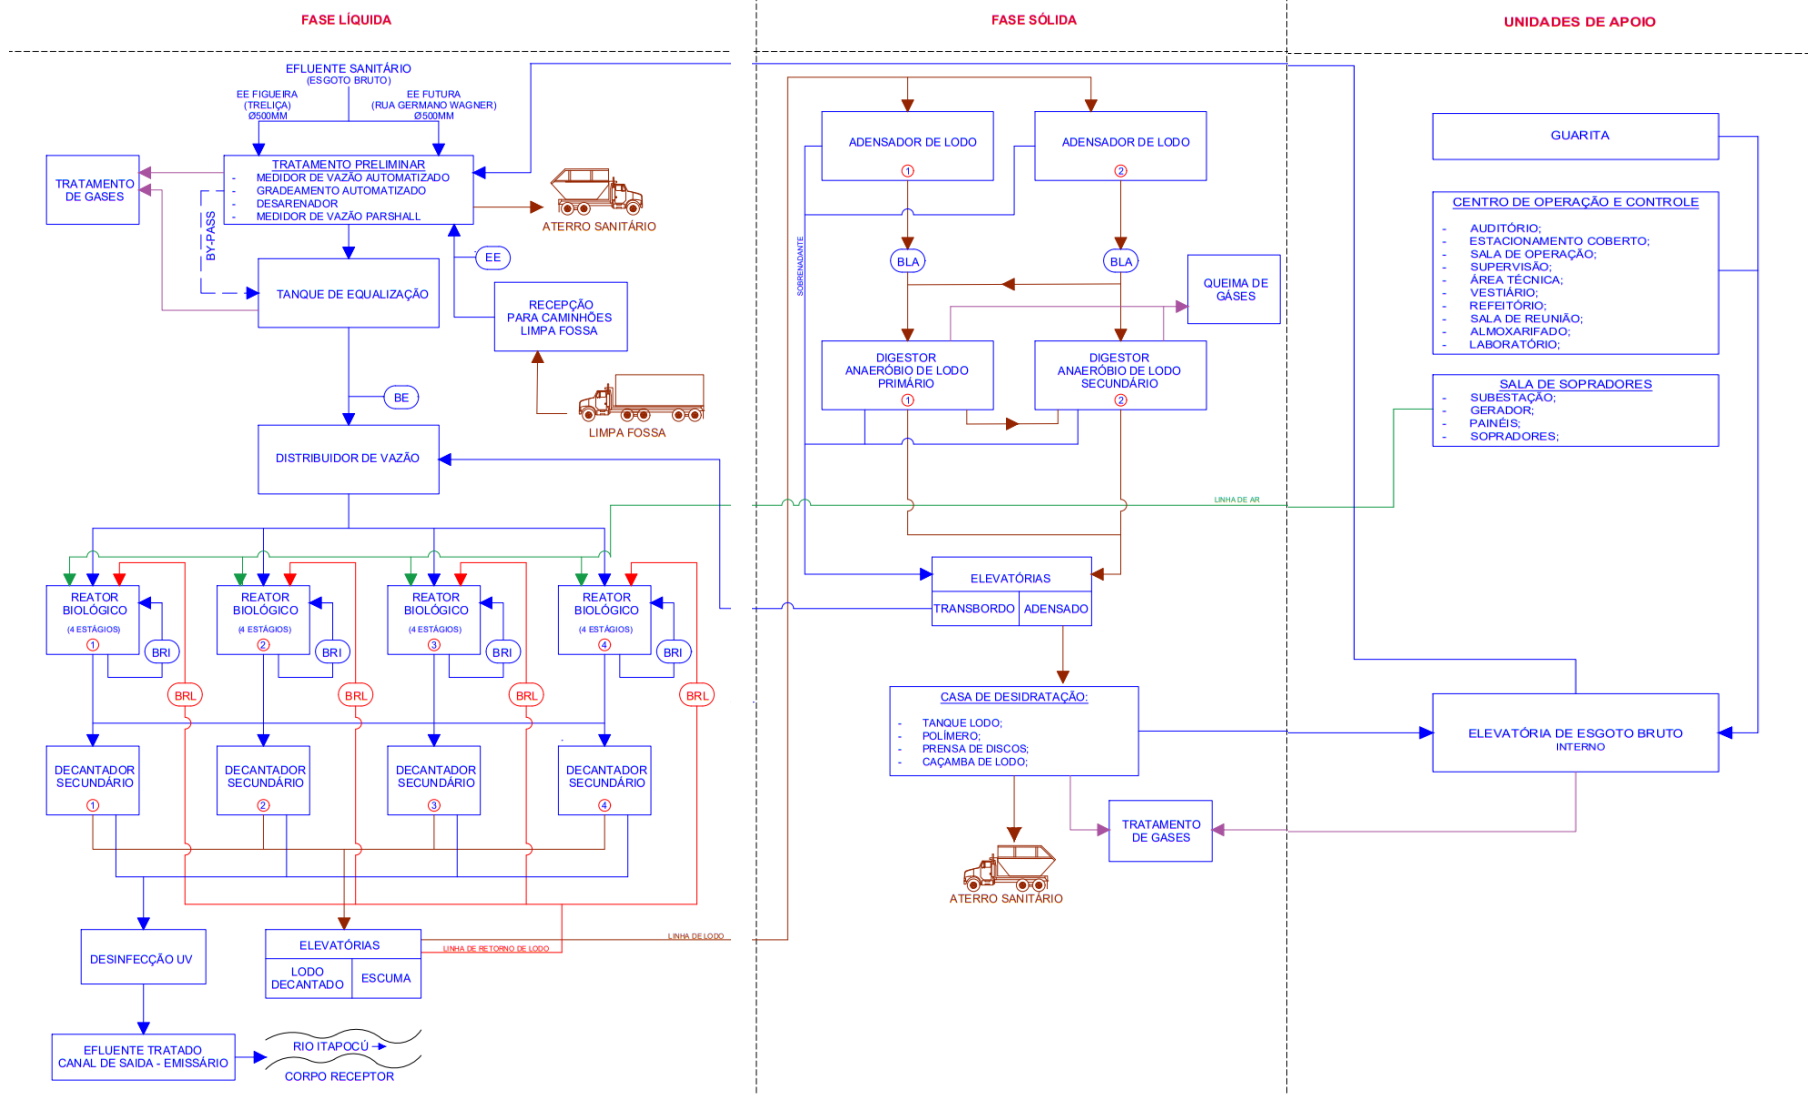 FASE LÍQUIDA
EFLUENTE SANITÁRIO
(ESGOTO BRUTO)
EE FIGUEIRA
(TRELIÇA)
Ø500MM
EE FUTURA
(RUA GERMANO WAGNER)
Ø500MM
TRATAMENTO
DE GASES
TRATAMENTO PRELIMINAR
- MEDIDOR DE VAZÃO AUTOMATIZADO
- GRADEAMENTO AUTOMATIZADO
- DESARENADOR
- MEDIDOR DE VAZÃO PARSHALL
ATERRO SANITÁRIO
BY-PASS
EE
TANQUE DE EQUALIZAÇÃO
RECEPÇÃO
PARA CAMINHÕES
LIMPA FOSSA
LIMPA FOSSA
BE
DISTRIBUIDOR DE VAZÃO
REATOR
BIOLÓGICO
(4 ESTÁGIOS)
1
REATOR
BIOLÓGICO
(4 ESTÁGIOS)
2
REATOR
BIOLÓGICO
(4 ESTÁGIOS)
3
REATOR
BIOLÓGICO
(4 ESTÁGIOS)
4
BRI
BRI
BRI
BRI
BRL
BRL
BRL
BRL
DECANTADOR
SECUNDÁRIO
1
DECANTADOR
SECUNDÁRIO
2
DECANTADOR
SECUNDÁRIO
3
DECANTADOR
SECUNDÁRIO
4
DESINFECÇÃO UV
ELEVATÓRIAS
LODO
DECANTADO
ESCUMA
LINHA DE LODO
LINHA DE RETORNO DE LODO
EFLUENTE TRATADO
CANAL DE SAIDA - EMISSÁRIO
RIO ITAPOCÚ
CORPO RECEPTOR
FASE SÓLIDA
ADENSADOR DE LODO
1
ADENSADOR DE LODO
2
SOBRENADANTE
BLA
BLA
QUEIMA DE
GÁSES
DIGESTOR
ANAERÓBIO DE LODO
PRIMÁRIO
1
DIGESTOR
ANAERÓBIO DE LODO
SECUNDÁRIO
2
LINHA DE AR
ELEVATÓRIAS
TRANSBORDO
ADENSADO
CASA DE DESIDRATAÇÃO:
- TANQUE LODO;
- POLÍMERO;
- PRENSA DE DISCOS;
- CAÇAMBA DE LODO;
TRATAMENTO
DE GASES
ATERRO SANITÁRIO
UNIDADES DE APOIO
GUARITA
CENTRO DE OPERAÇÃO E CONTROLE
- AUDITÓRIO;
- ESTACIONAMENTO COBERTO;
- SALA DE OPERAÇÃO;
- SUPERVISÃO;
- ÁREA TÉCNICA;
- VESTIÁRIO;
- REFEITÓRIO;
- SALA DE REUNIÃO;
- ALMOXARIFADO;
- LABORATÓRIO;
SALA DE SOPRADORES
- SUBESTAÇÃO;
- GERADOR;
- PAINÉIS;
- SOPRADORES;
ELEVATÓRIA DE ESGOTO BRUTO
INTERNO